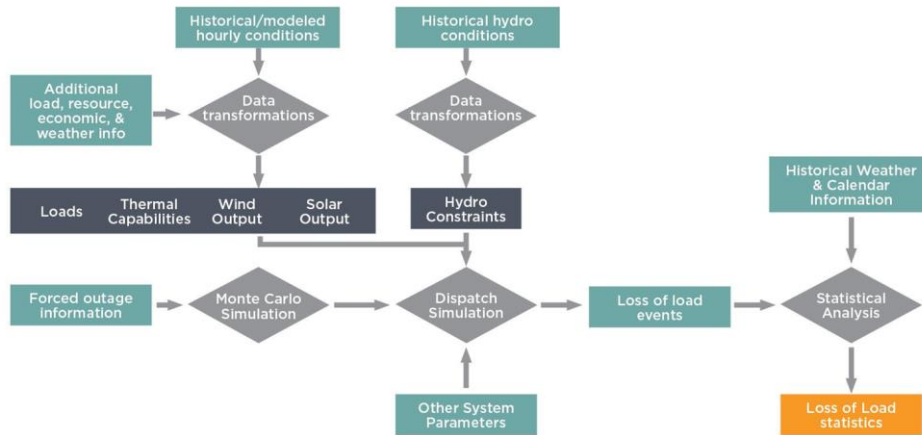 Historical/modeled
hourly conditions
Historical hydro
conditions
Additional
load, resource,
economic, &
weather info
Data
transformations
Data
transformations
Historical Weather
& Calendar
Information
Loads
Thermal
Capabilities
Wind
Output
Solar
Output
Hydro
Constraints
Forced outage
information
Monte Carlo
Simulation
Dispatch
Simulation
Loss of load
events
Statistical
Analysis
Other System
Parameters
Loss of Load
statistics